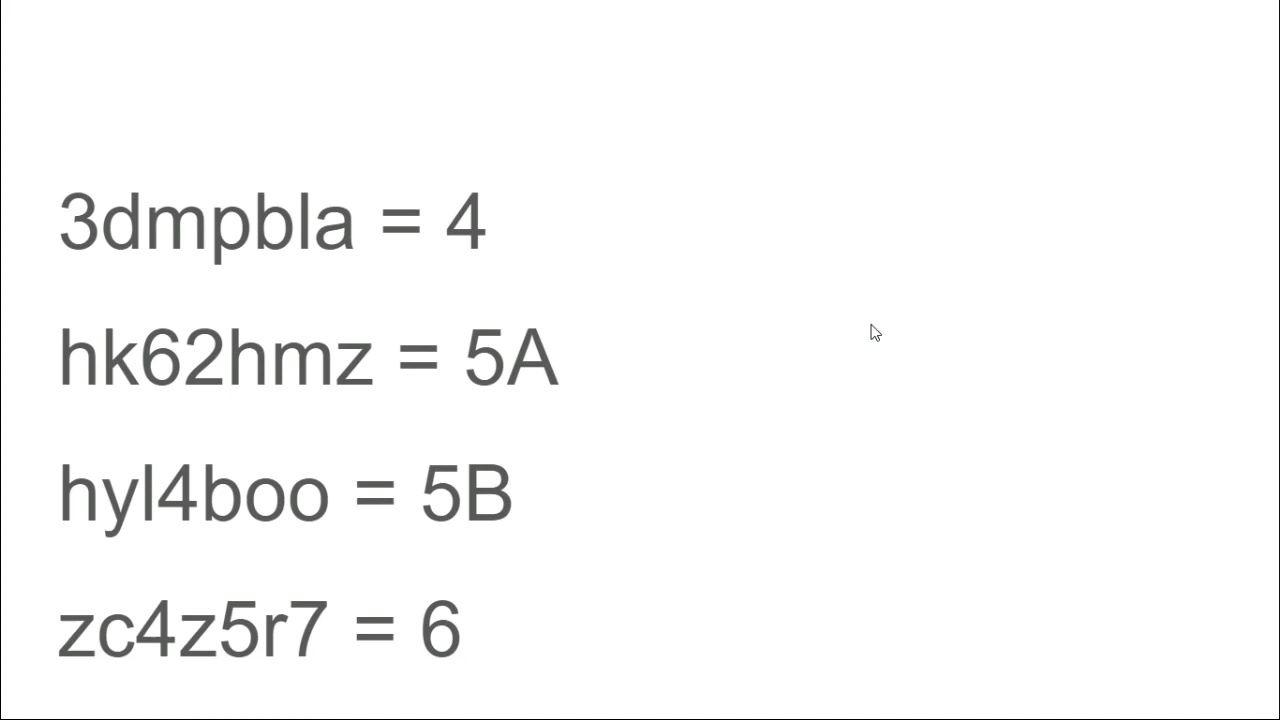 3dmpbla = 4
hk62hmz = 5A
hyl4boo = 5B
zc4z5r7 = 6